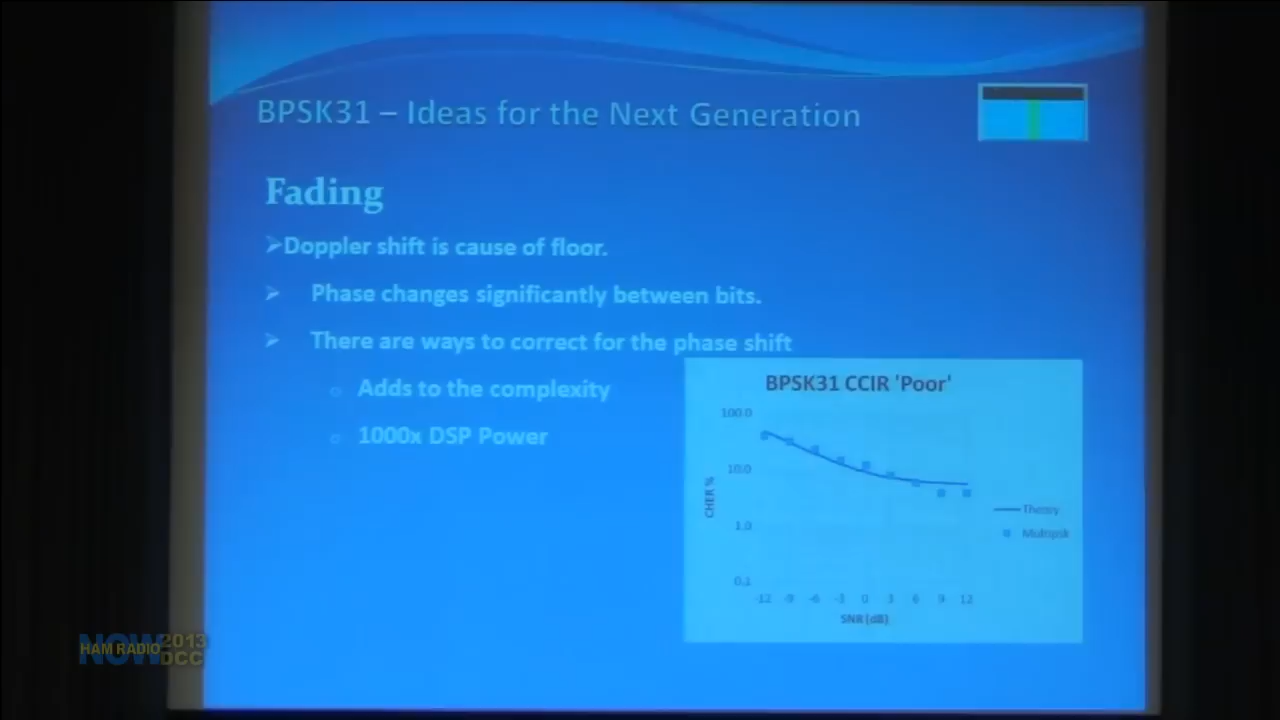 BPSK31 – Ideas for the Next Generation
Fading
➢Doppler shift is cause of floor.
➢ Phase changes significantly between bits.
➢ There are ways to correct for the phase shift
o Adds to the complexity
o 1000x DSP Power
BPSK31 CCIR 'Poor'
100.0
10.0
1.0
0.1
CHER %
-12 -9 -6 -3 0 3 6 9 12
SNR (dB)
Theory
Multipsk
HAM RADIO NOW 2013 DCC